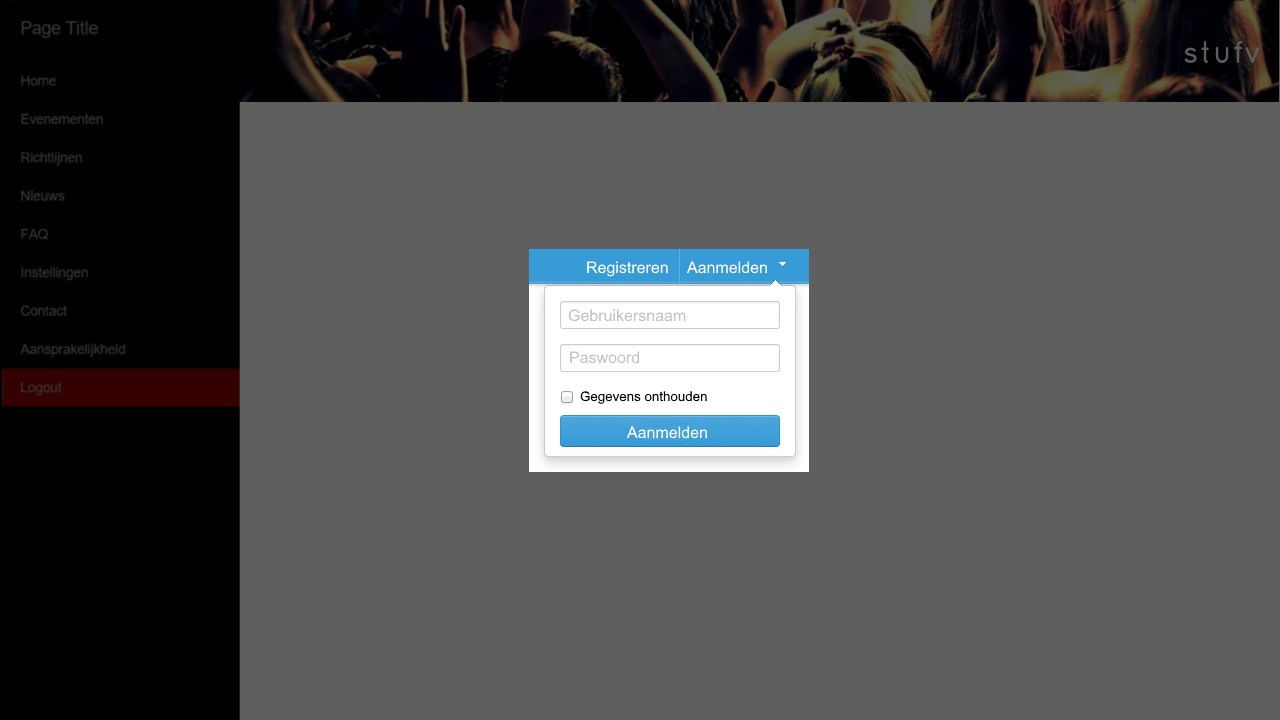 Page Title
stufv
Home
Evenementen
Richtlijnen
Nieuws
FAQ
Instellingen
Contact
Aansprakelijkheid
Logout
Registreren Aanmelden
Gebruikersnaam
Paswoord
Gegevens onthouden
Aanmelden